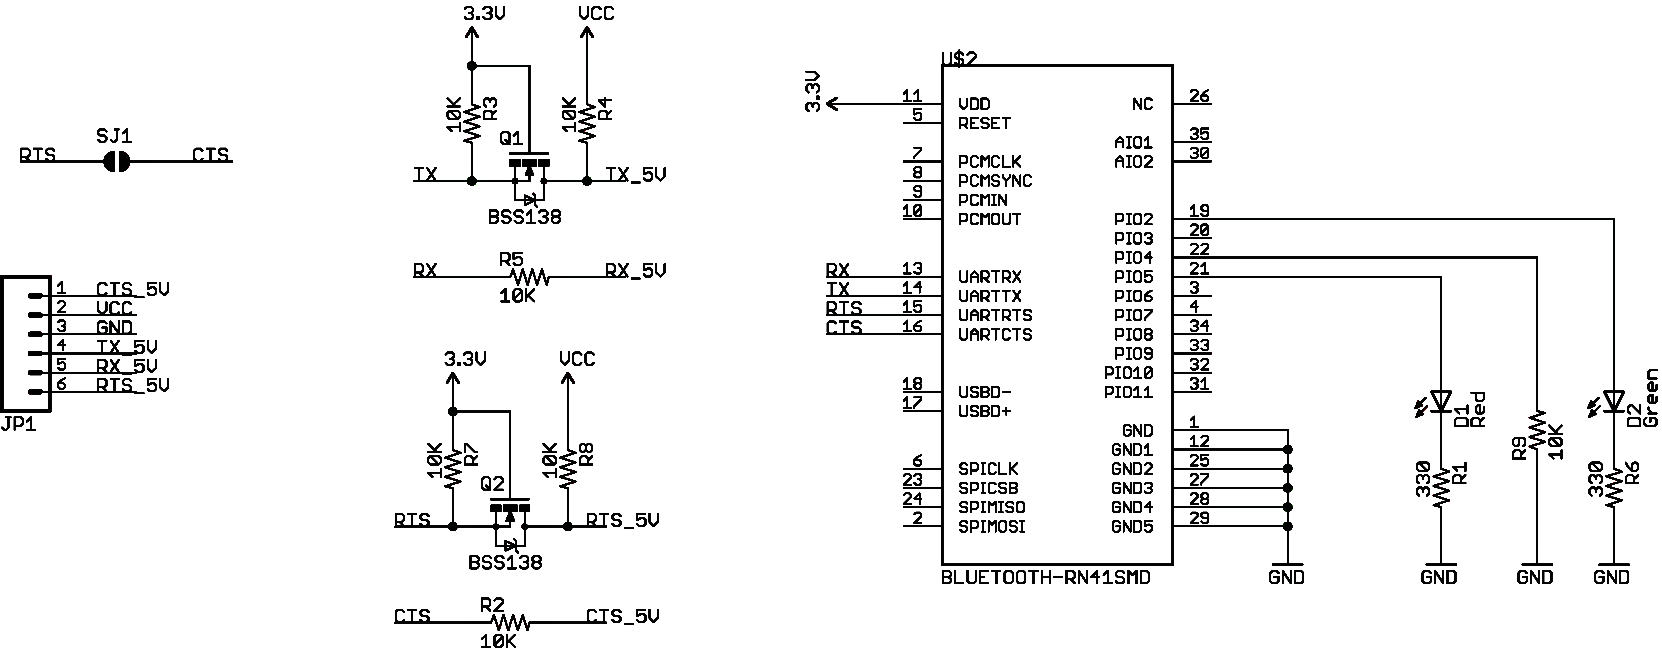 RTS SJ1 CTS
JP1
1 CTS_5V
2 VCC
3 GND
4 TX_5V
5 RX_5V
6 RTS_5V
3.3V VCC
10K R3 10K R4
Q1
TX TX_5V
BSS138
R5
RX RX_5V
10K
3.3V VCC
10K R7 10K R8
Q2
RTS RTS_5V
BSS138
R2
CTS CTS_5V
10K
U$2
3.3V 11 VDD
5 RESET
7 PCMCLK
8 PCMSYNC
9 PCMIN
10 PCMOUT
RX 13 UARTRX
TX 14 UARTTX
RTS 15 UARTRTS
CTS 16 UARTCTS
18 USBD-
17 USBD+
6 SPICLK
23 SPICSB
24 SPIMISO
2 SPIMOSI
NC 26
AIO1 35
AIO2 30
PIO2 19
PIO3 20
PIO4 22
PIO5 21
PIO6 3
PIO7 4
PIO8 34
PIO9 33
PIO10 32
PIO11 31
GND 1
GND1 12
GND2 25
GND3 27
GND4 28
GND5 29
BLUETOOTH-RN41SMD
GND
D1 Red
330 R1
GND
R9 10K
GND
D2 Green
330 R6
GND